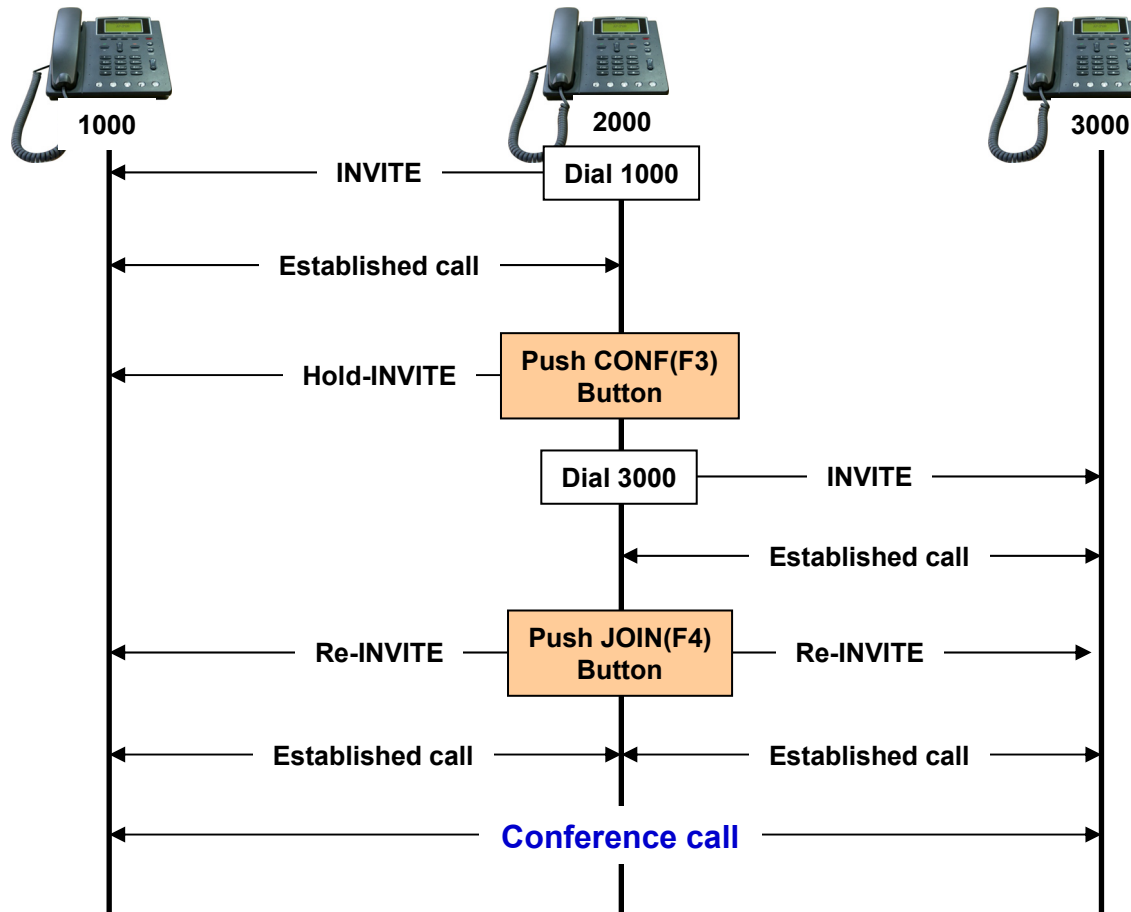 1000
2000
3000
INVITE
Dial 1000
Established call
Push CONF(F3)
Button
Hold-INVITE
Dial 3000
INVITE
Established call
Push JOIN(F4)
Button
Re-INVITE
Re-INVITE
Established call
Established call
Conference call